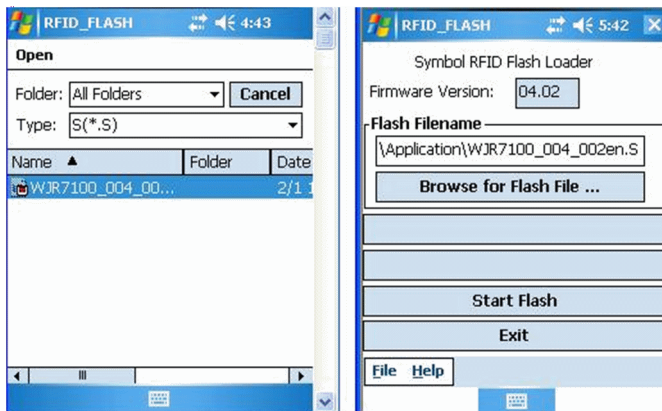 RFID_FLASH 4:43
Open
Folder: All Folders Cancel
Type: S(*.S)
Name Folder Date
WJR7100_004_00... 2/1 1
RFID_FLASH 5:42
Symbol RFID Flash Loader
Firmware Version: 04.02
Flash Filename
\Application\WJR7100_004_002en.S
Browse for Flash File ...
Start Flash
Exit
File Help